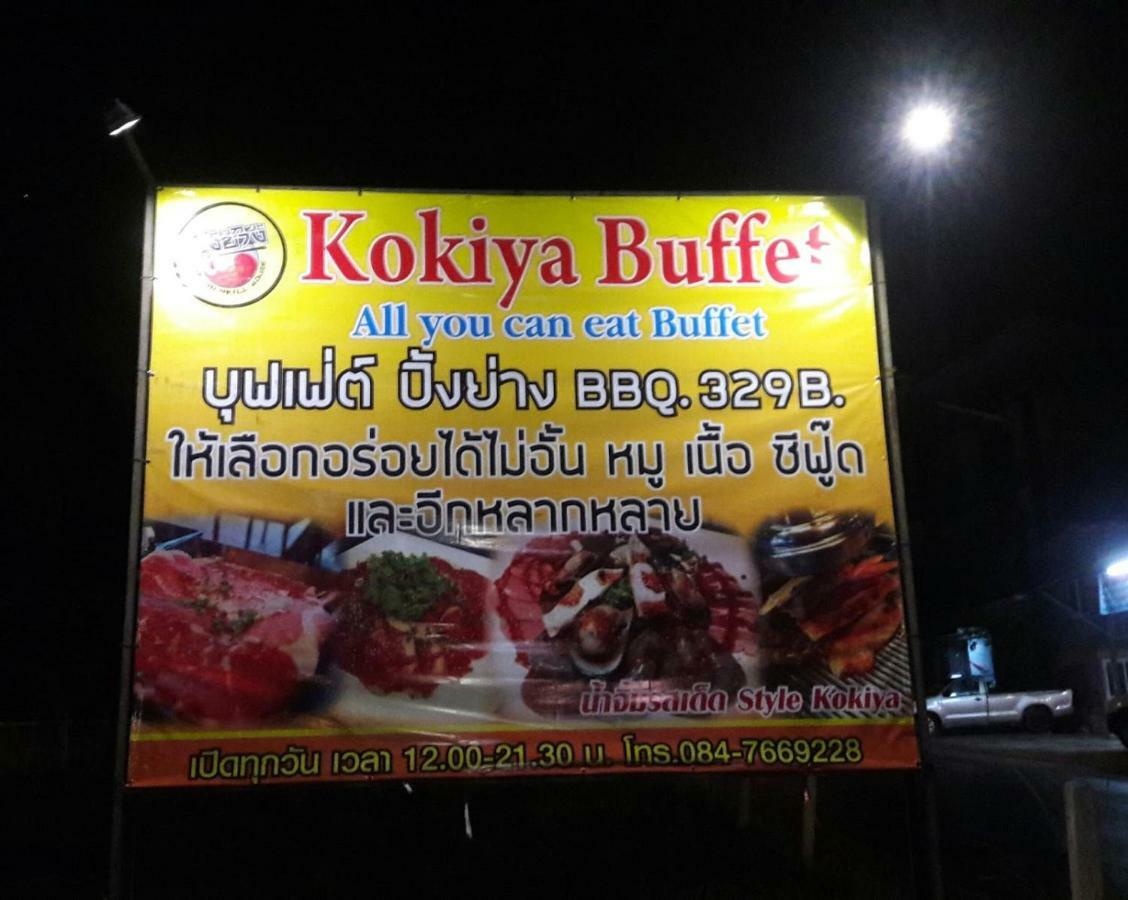 Kokiya Buffet
All you can eat Buffet
บุฟเฟ่ต์ ปิ้งย่าง BBQ. 329 B.
ให้เลือกอร่อยได้ไม่อั้น หมู เนื้อ ซีฟู๊ด
และอีกหลากหลาย
น้ำจิ้มรสเด็ด Style Kokiya
เปิดทุกวัน เวลา 12.00-21.30 น. โทร.084-7669228